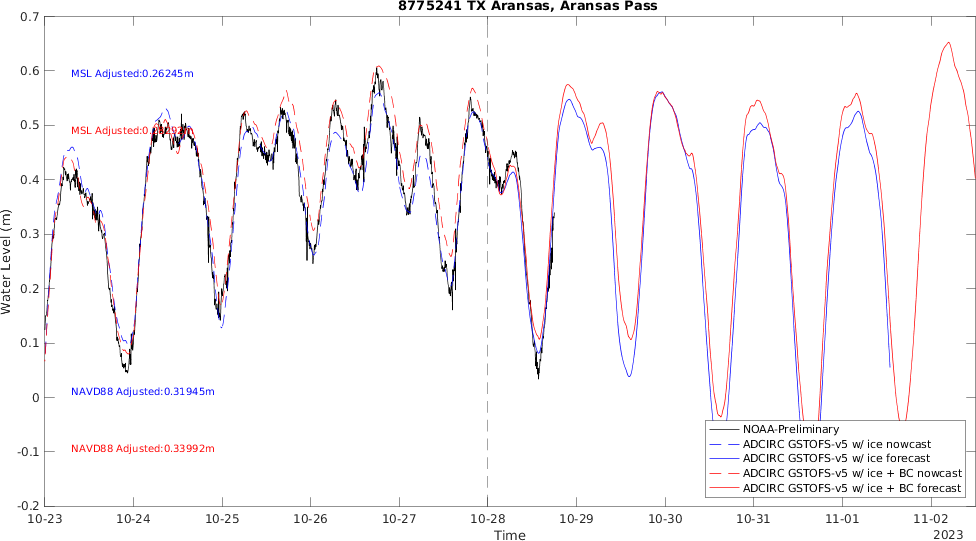 8775241 TX Aransas, Aransas Pass
0.7
0.6
0.5
0.4
0.3
0.2
0.1
0
-0.1
-0.2
Water Level (m)
MSL Adjusted:0.26245m
MSL Adjusted:
NAVD88 Adjusted:0.31945m
NAVD88 Adjusted:0.33992m
NOAA-Preliminary
ADCIRC GSTOFS-v5 w/ ice nowcast
ADCIRC GSTOFS-v5 w/ ice forecast
ADCIRC GSTOFS-v5 w/ ice + BC nowcast
ADCIRC GSTOFS-v5 w/ ice + BC forecast
10-23 10-24 10-25 10-26 10-27 10-28 10-29 10-30 10-31 11-01 11-02
Time
2023